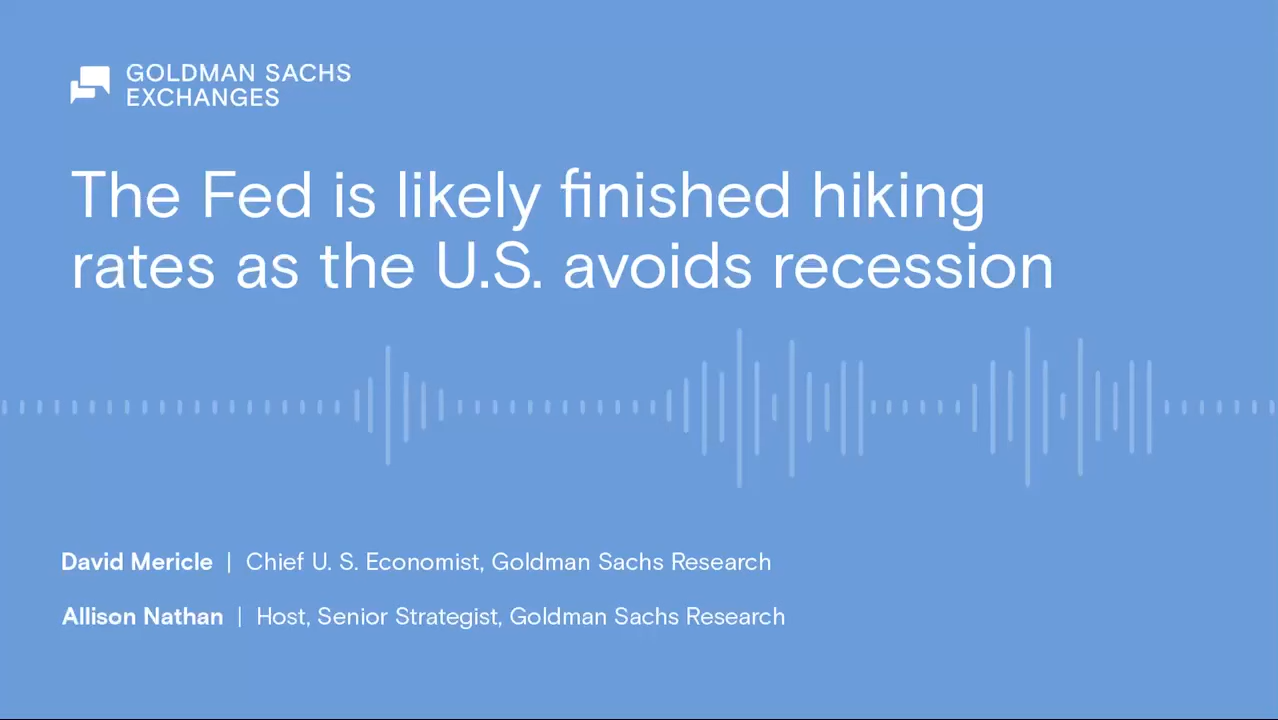 GOLDMAN SACHS
EXCHANGES
The Fed is likely finished hiking
rates as the U.S. avoids recession
David Mericle | Chief U. S. Economist, Goldman Sachs Research
Allison Nathan | Host, Senior Strategist, Goldman Sachs Research